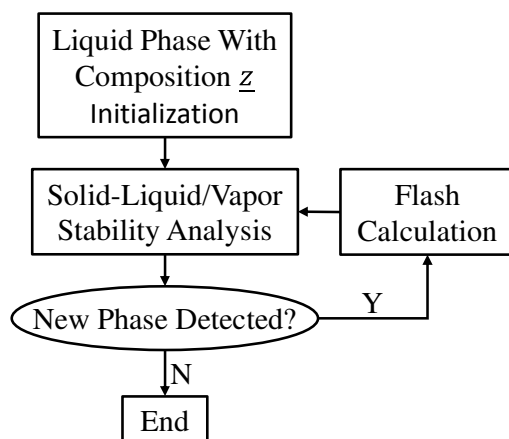 Liquid Phase With
Composition z
Initialization
Solid-Liquid/Vapor
Stability Analysis
Flash
Calculation
New Phase Detected?
Y
N
End